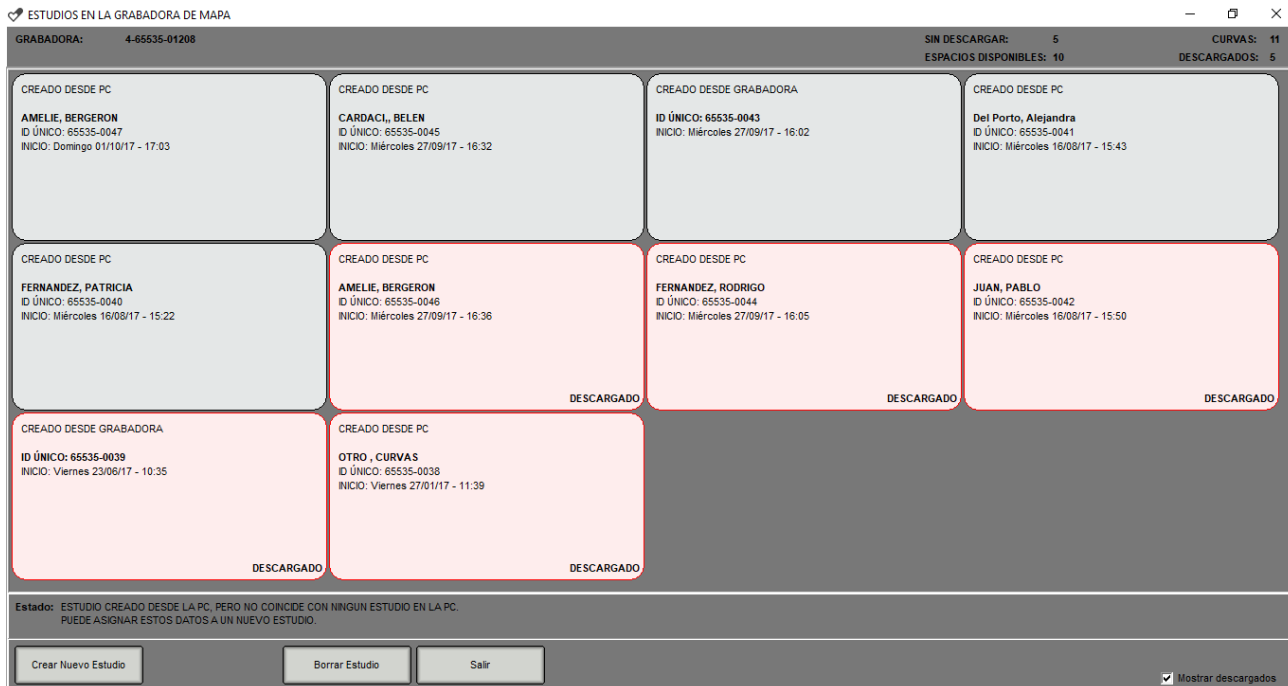 ESTUDIOS EN LA GRABADORA DE MAPA
GRABADORA: 4-65535-01208
SIN DESCARGAR: 5
CURVAS: 11
ESPACIOS DISPONIBLES: 10
DESCARGADOS: 5
CREADO DESDE PC
AMELIE, BERGERON
ID ÚNICO: 65535-0047
INICIO: Domingo 01/10/17 - 17:03
CREADO DESDE PC
CARDACI,, BELEN
ID ÚNICO: 65535-0045
INICIO: Miércoles 27/09/17 - 16:32
CREADO DESDE GRABADORA
ID ÚNICO: 65535-0043
INICIO: Miércoles 27/09/17 - 16:02
CREADO DESDE PC
Del Porto, Alejandra
ID ÚNICO: 65535-0041
INICIO: Miércoles 16/08/17 - 15:43
CREADO DESDE PC
FERNANDEZ, PATRICIA
ID ÚNICO: 65535-0040
INICIO: Miércoles 16/08/17 - 15:22
CREADO DESDE PC
AMELIE, BERGERON
ID ÚNICO: 65535-0046
INICIO: Miércoles 27/09/17 - 16:36
DESCARGADO
CREADO DESDE PC
FERNANDEZ, RODRIGO
ID ÚNICO: 65535-0044
INICIO: Miércoles 27/09/17 - 16:05
DESCARGADO
CREADO DESDE PC
JUAN, PABLO
ID ÚNICO: 65535-0042
INICIO: Miércoles 16/08/17 - 15:50
DESCARGADO
CREADO DESDE GRABADORA
ID ÚNICO: 65535-0039
INICIO: Viernes 23/06/17 - 10:35
DESCARGADO
CREADO DESDE PC
OTRO , CURVAS
ID ÚNICO: 65535-0038
INICIO: Viernes 27/01/17 - 11:39
DESCARGADO
Estado: ESTUDIO CREADO DESDE LA PC, PERO NO COINCIDE CON NINGUN ESTUDIO EN LA PC.
PUEDE ASIGNAR ESTOS DATOS A UN NUEVO ESTUDIO.
Crear Nuevo Estudio
Borrar Estudio
Salir
Mostrar descargados